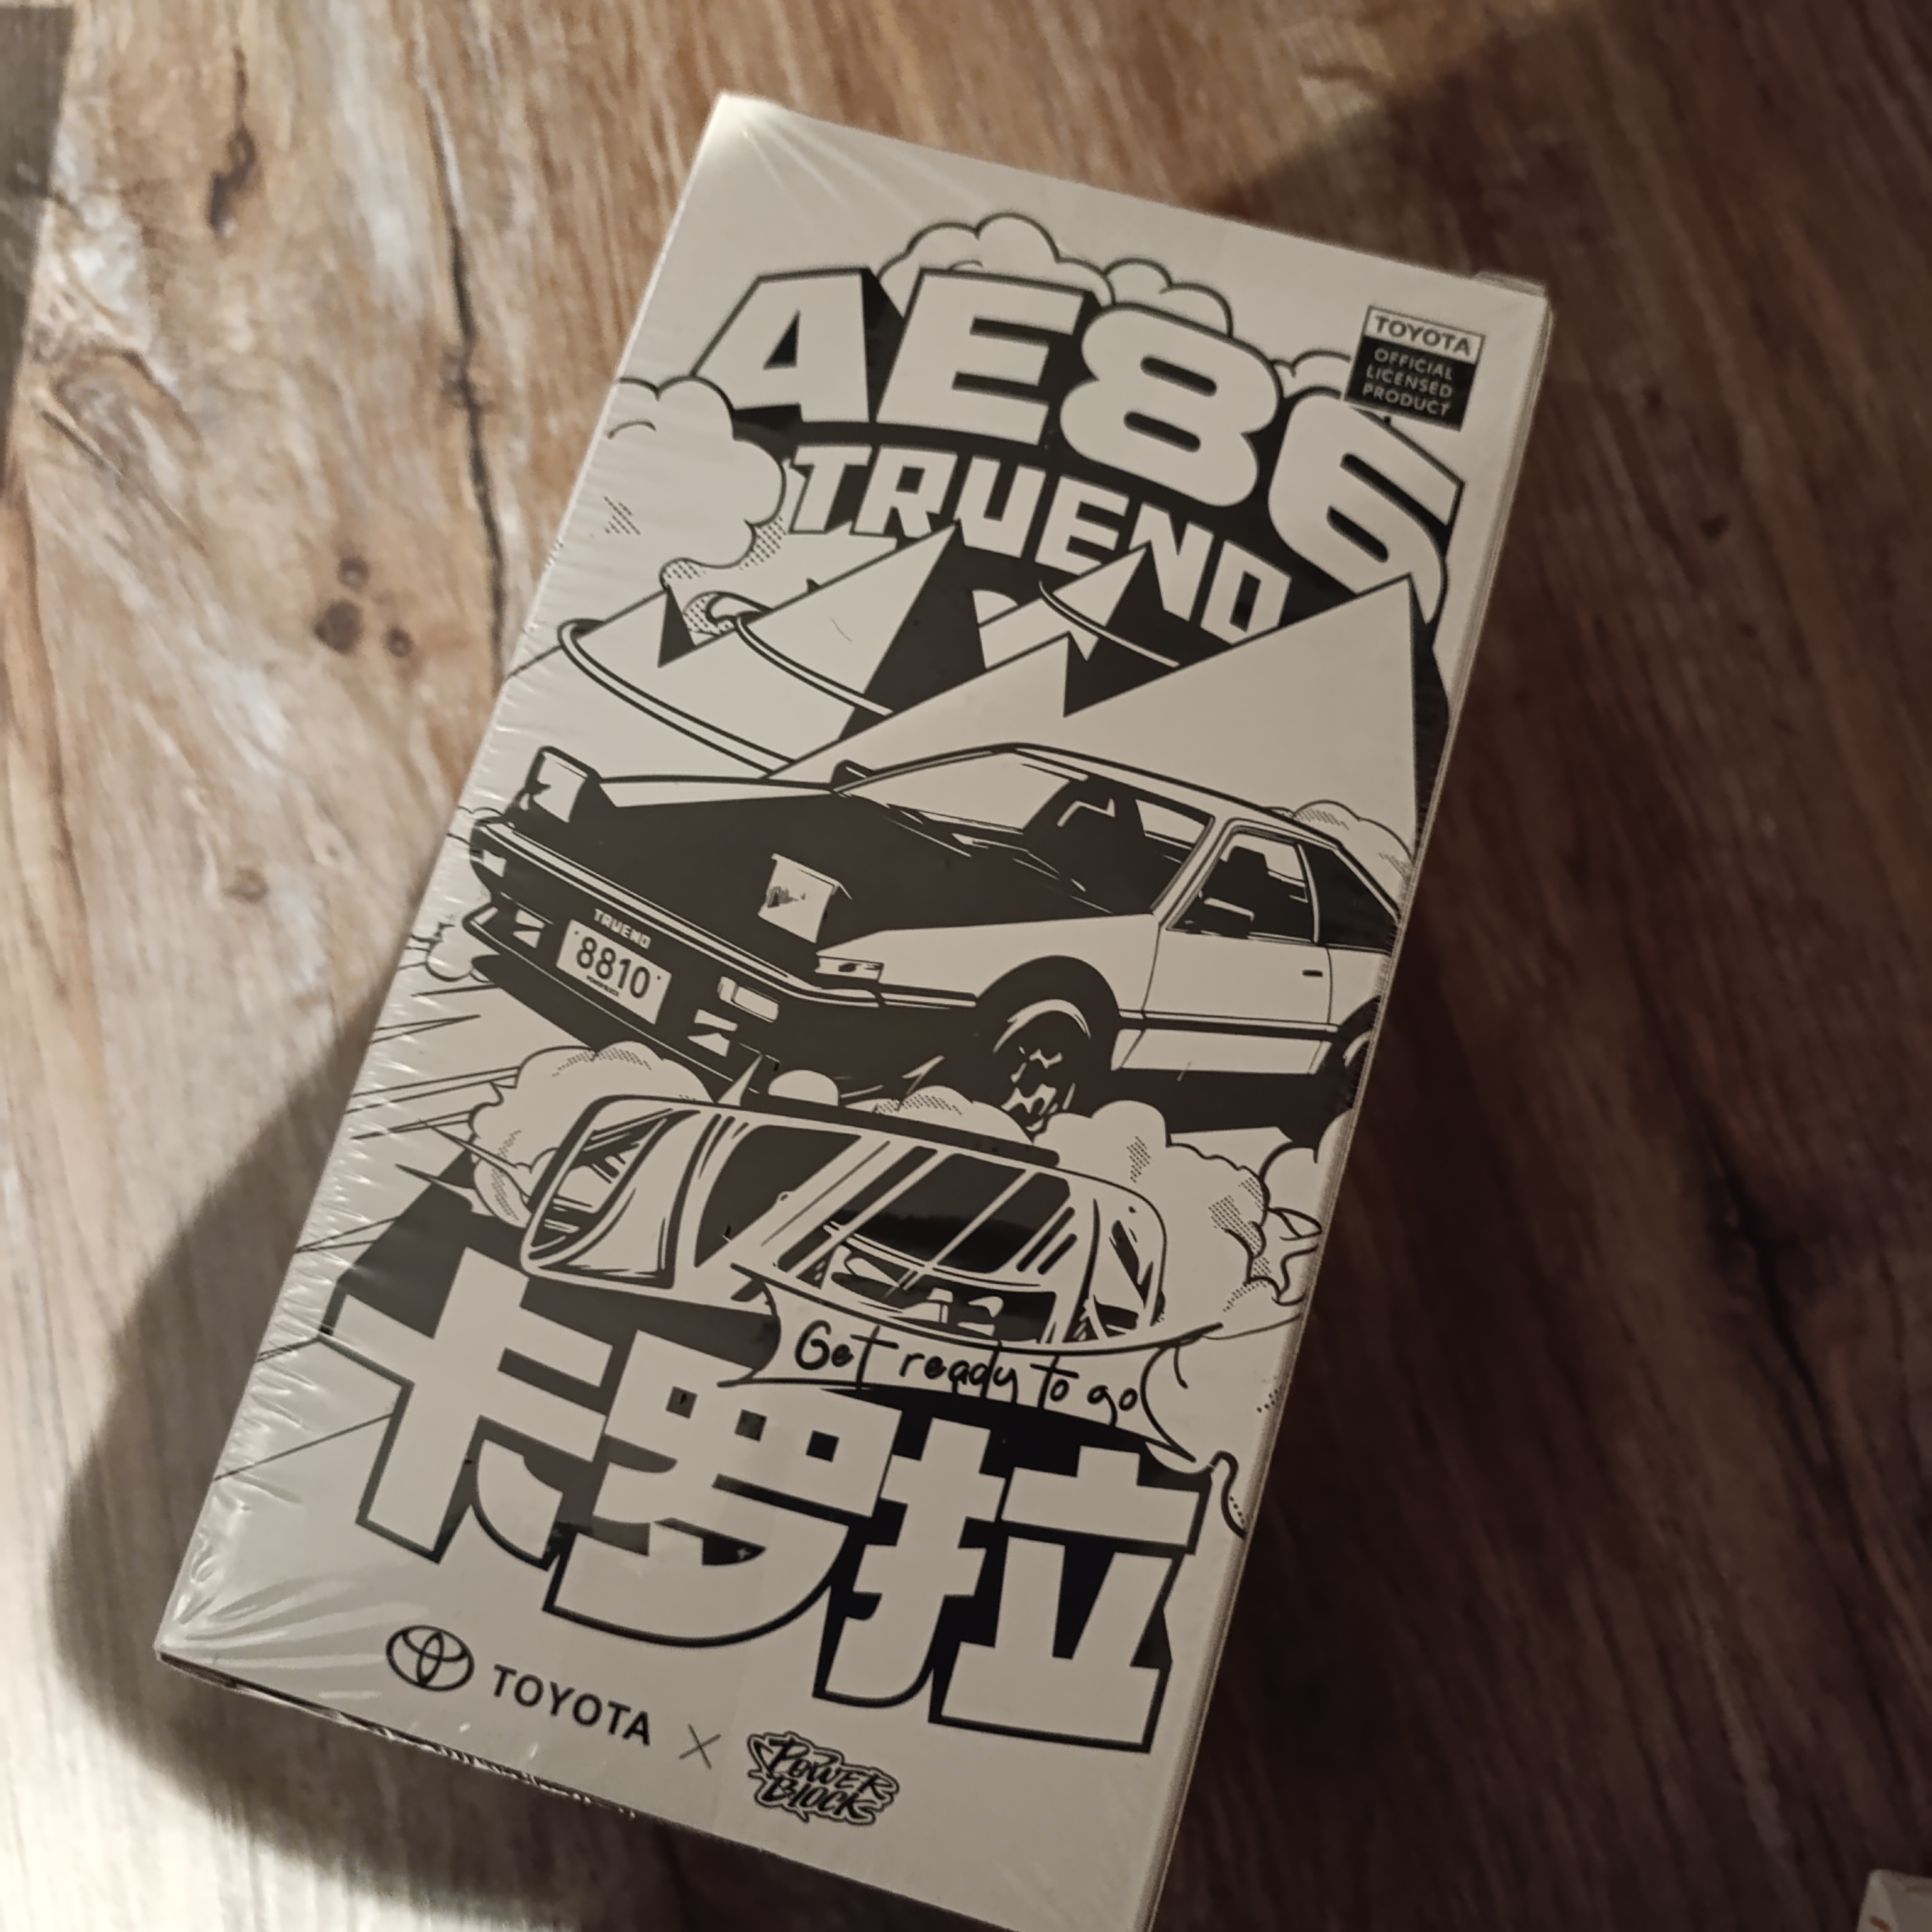 AE86
TOYOTA
OFFICIAL
LICENSED
PRODUCT
TRUENO
TRUENO
8810
Get ready to go
卡罗拉
TOYOTA × POWER
BLOCK